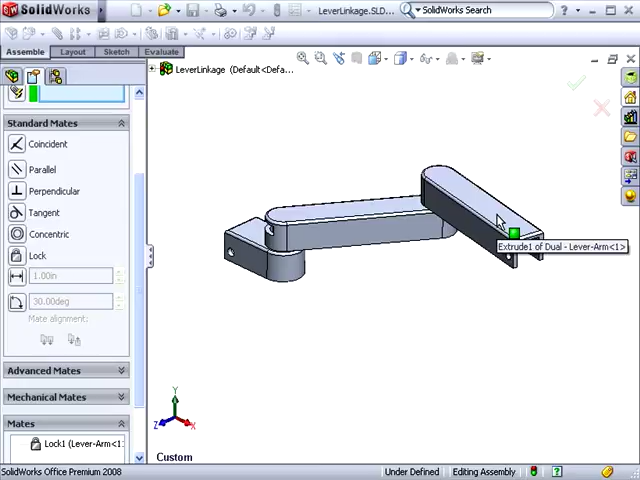 SolidWorks
LeverLinkage.SLD...
SolidWorks Search
Assembly
Layout
Sketch
Evaluate
LeverLinkage (Default<Defa...
Standard Mates
Coincident
Parallel
Perpendicular
Tangent
Concentric
Lock
1.00in
30.00deg
Mate alignment:
Advanced Mates
Mechanical Mates
Mates
Lock1 (Lever-Arm<1
Extrude1 of Dual - Lever-Arm<1>
Y
Z
X
Custom
SolidWorks Office Premium 2008
Under Defined
Editing Assembly